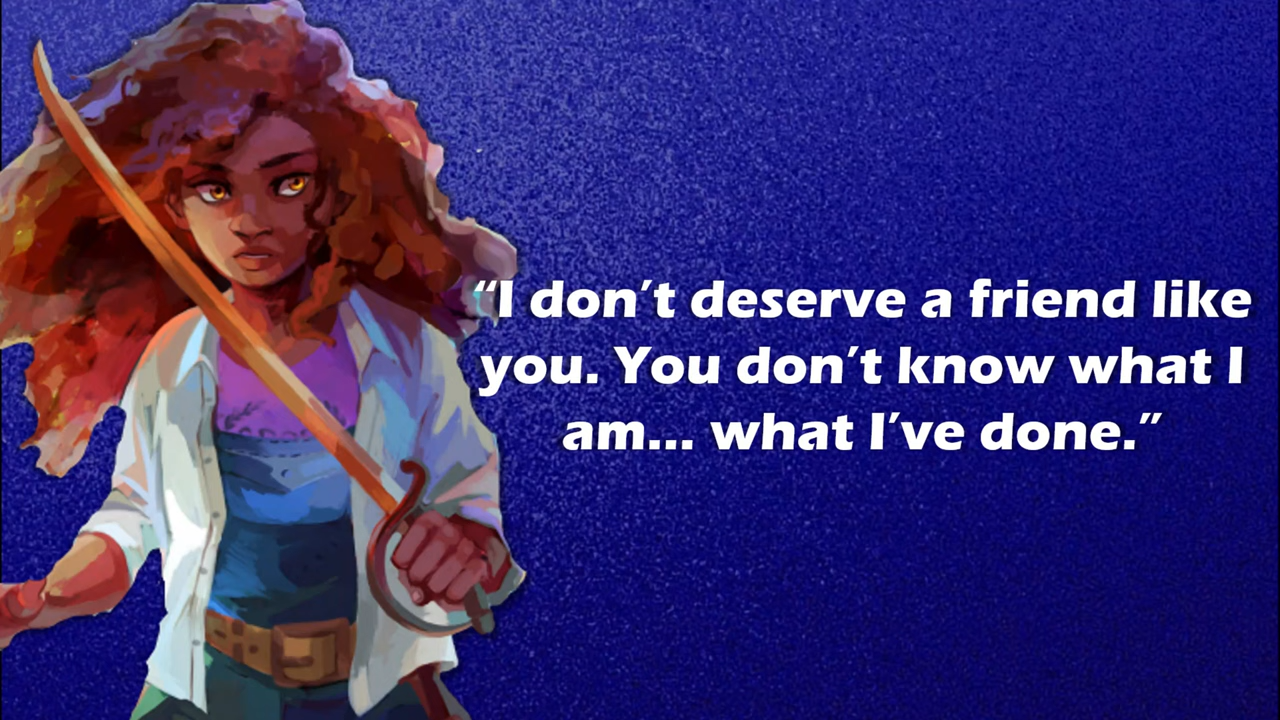 “I don’t deserve a friend like
you. You don’t know what I
am... what I’ve done.”